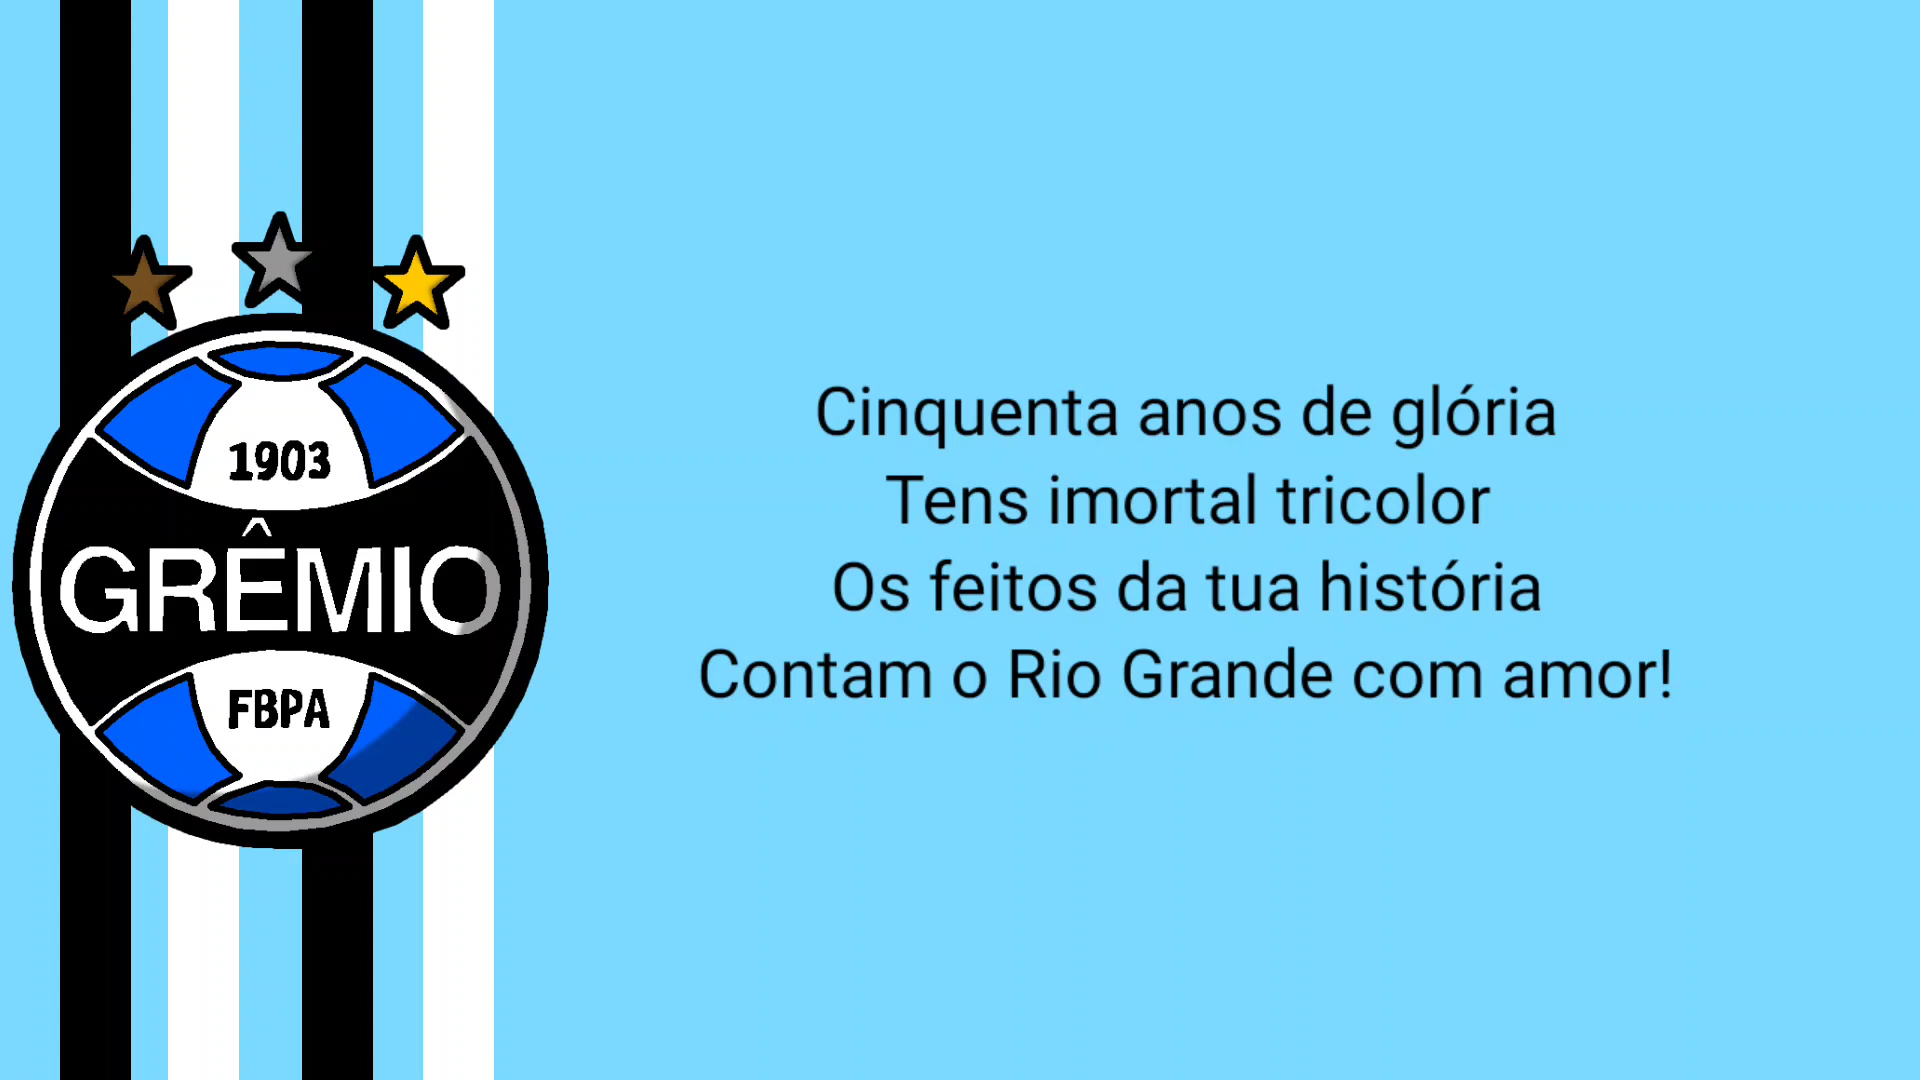 1903
GRÊMIO
FBPA
Cinquenta anos de glória
Tens imortal tricolor
Os feitos da tua história
Contam o Rio Grande com amor!